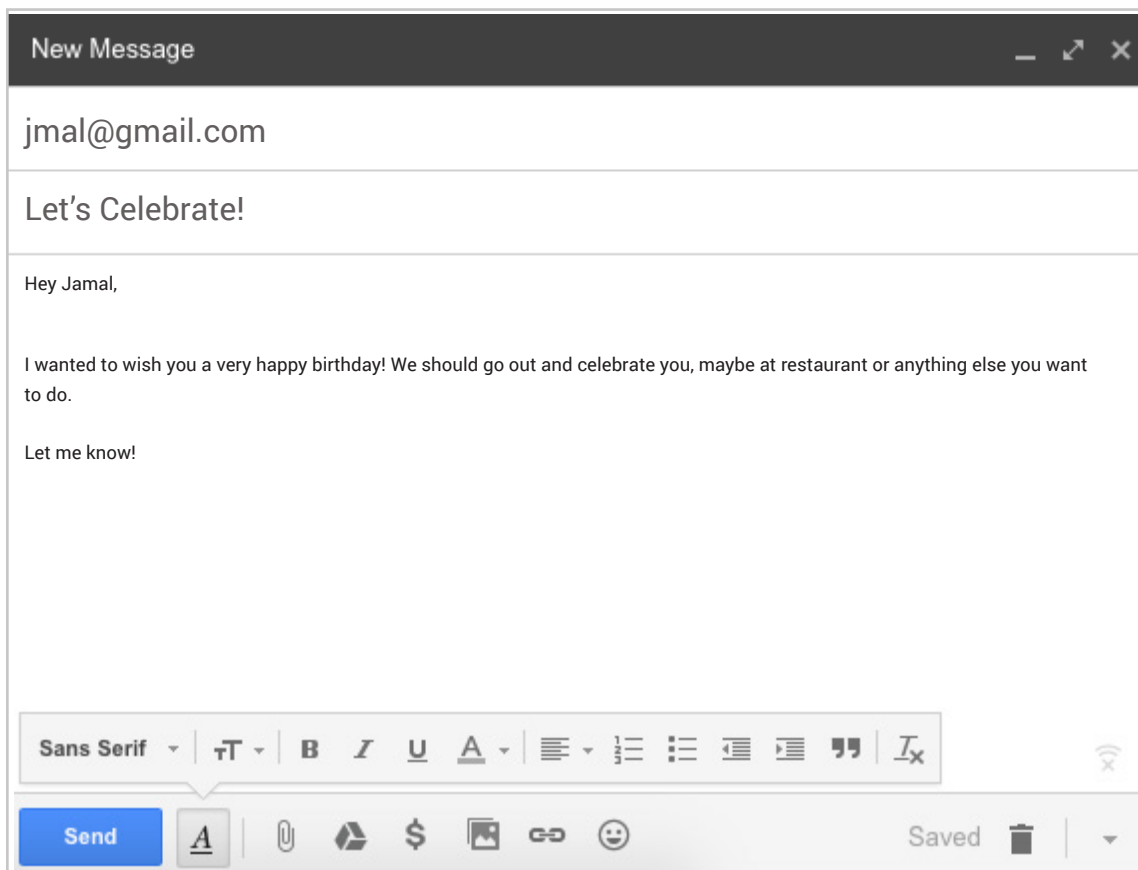 New Message
jmal@gmail.com
Let's Celebrate!
Hey Jamal,
I wanted to wish you a very happy birthday! We should go out and celebrate you, maybe at restaurant or anything else you want
to do.
Let me know!
Sans Serif
Send
Saved